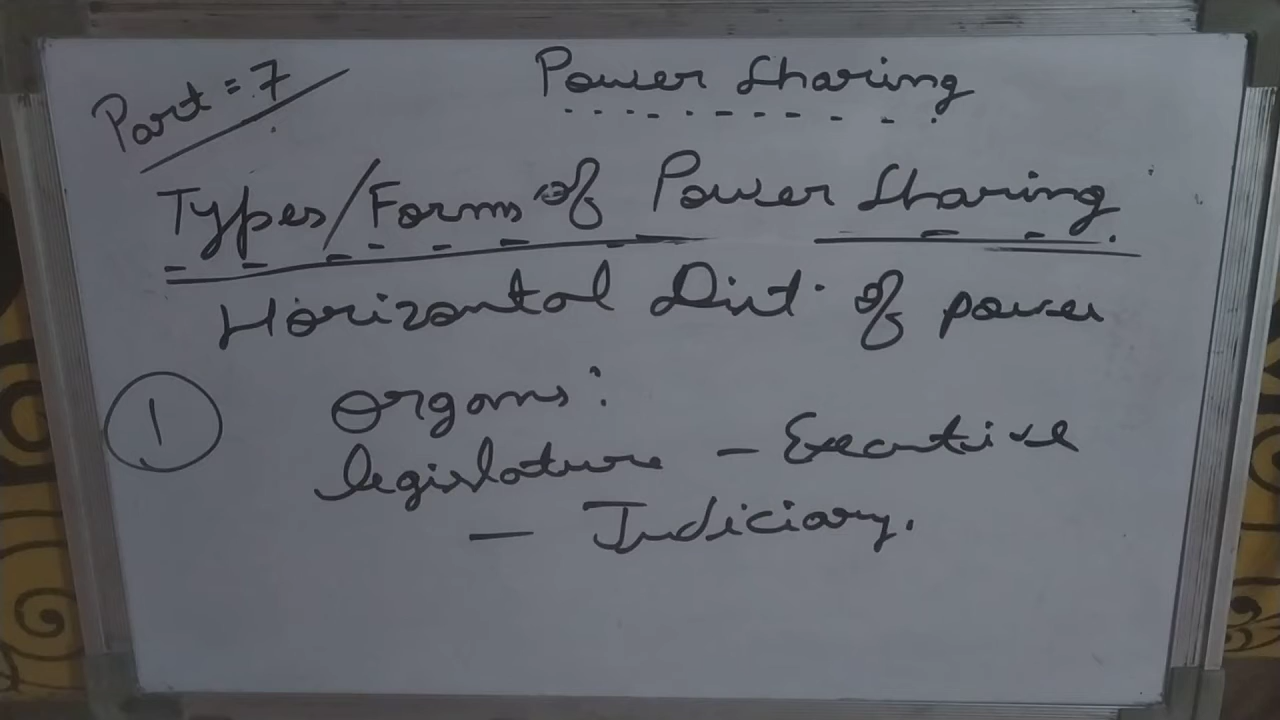 Part = 7
Power Sharing
Types/Forms of Power Sharing
Horizontal Dist. of power
1
Organs:
legislature - Executive
- Judiciary.